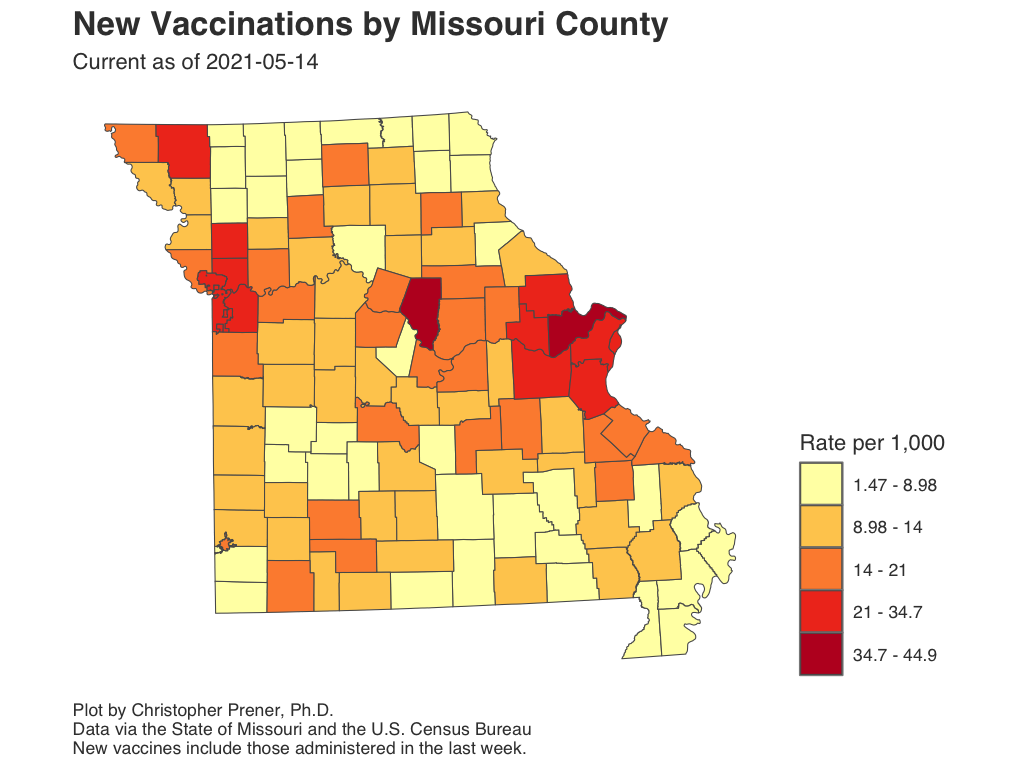 New Vaccinations by Missouri County
Current as of 2021-05-14
Rate per 1,000
1.47 - 8.98
8.98 - 14
14 - 21
21 - 34.7
34.7 - 44.9
Plot by Christopher Prener, Ph.D.
Data via the State of Missouri and the U.S. Census Bureau
New vaccines include those administered in the last week.